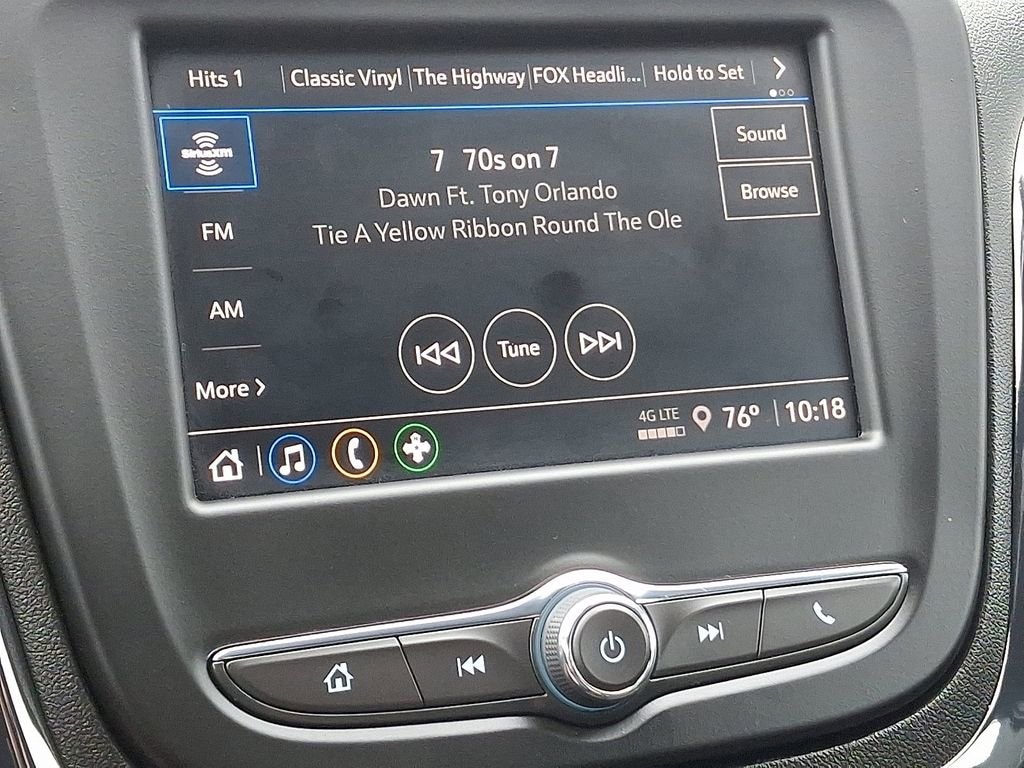 Hits 1
Classic Vinyl
The Highway
FOX Headli...
Hold to Set
SiriusXM
7 70s on 7
Sound
Dawn Ft. Tony Orlando
Browse
Tie A Yellow Ribbon Round The Ole
FM
AM
Tune
More
4G LTE
76°
10:18